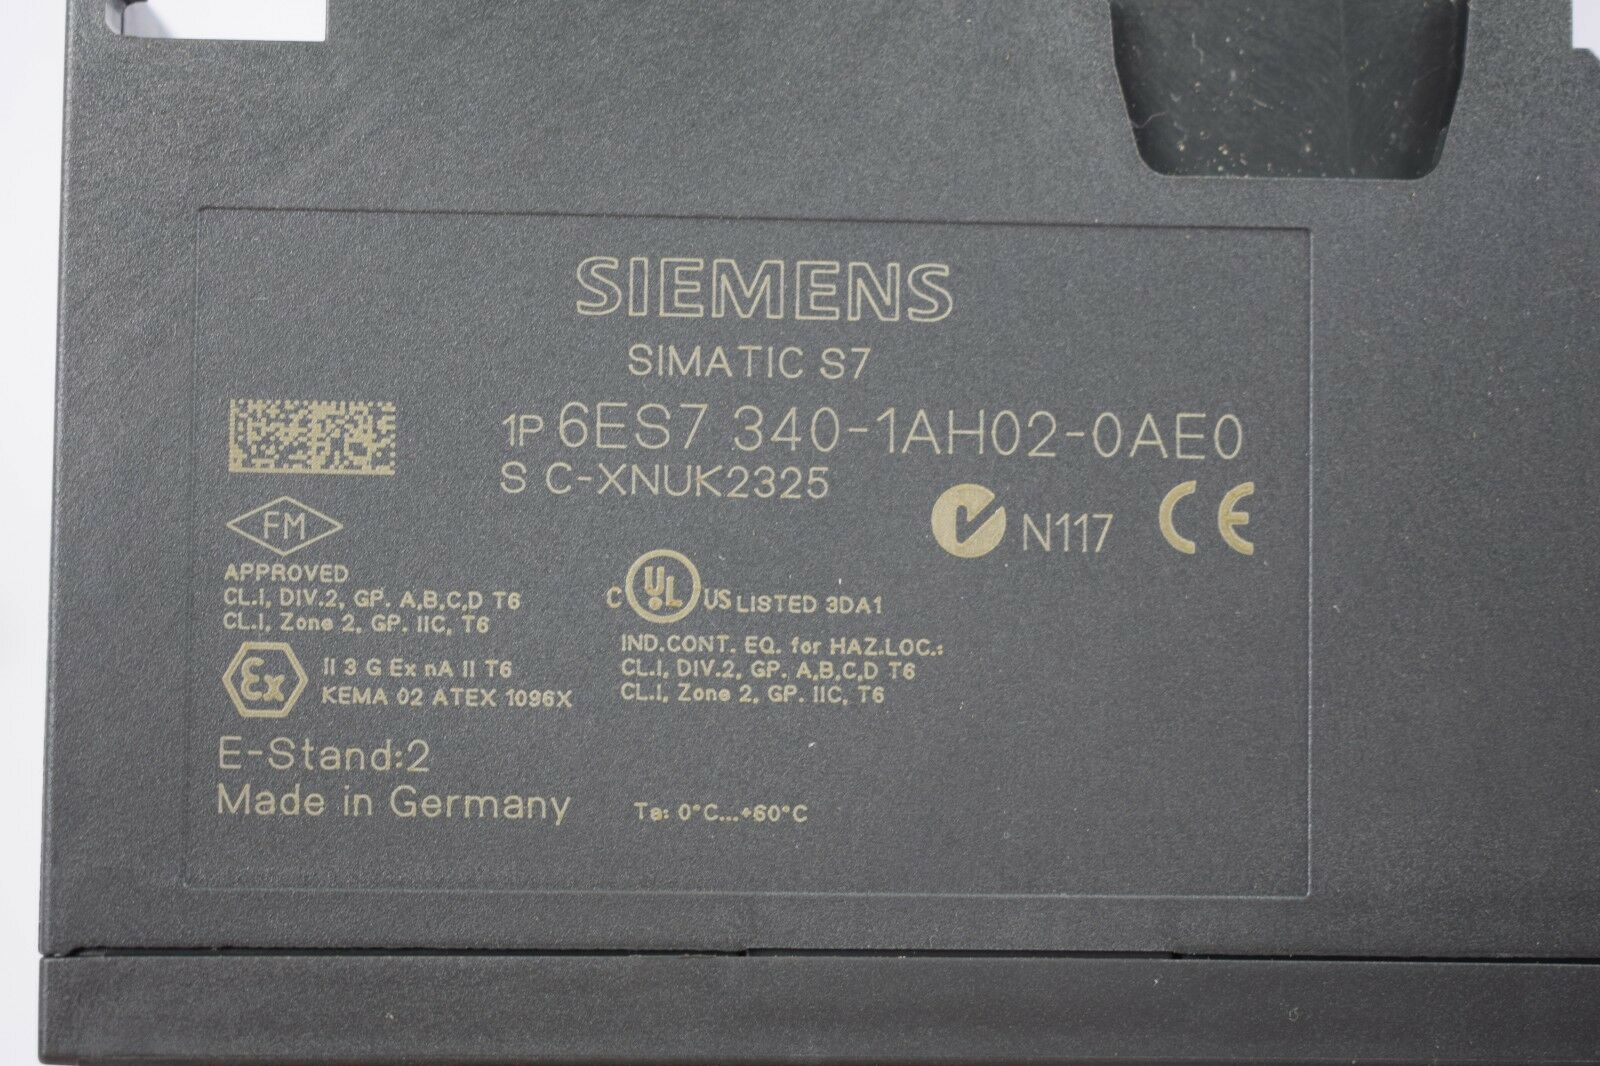 SIEMENS
SIMATIC S7
1P 6ES7 340-1AH02-0AE0
S C-XNUK2325
N117 CE
FM
APPROVED
CL.I, DIV.2, GP. A,B,C,D T6
CL.I, Zone 2, GP. IIC, T6
C UL US LISTED 3DA1
IND.CONT. EQ. for HAZ.LOC.:
CL.I, DIV.2, GP. A,B,C,D T6
CL.I, Zone 2, GP. IIC, T6
Ex II 3 G Ex nA II T6
KEMA 02 ATEX 1096X
E-Stand:2
Made in Germany
Ta: 0°C...+60°C